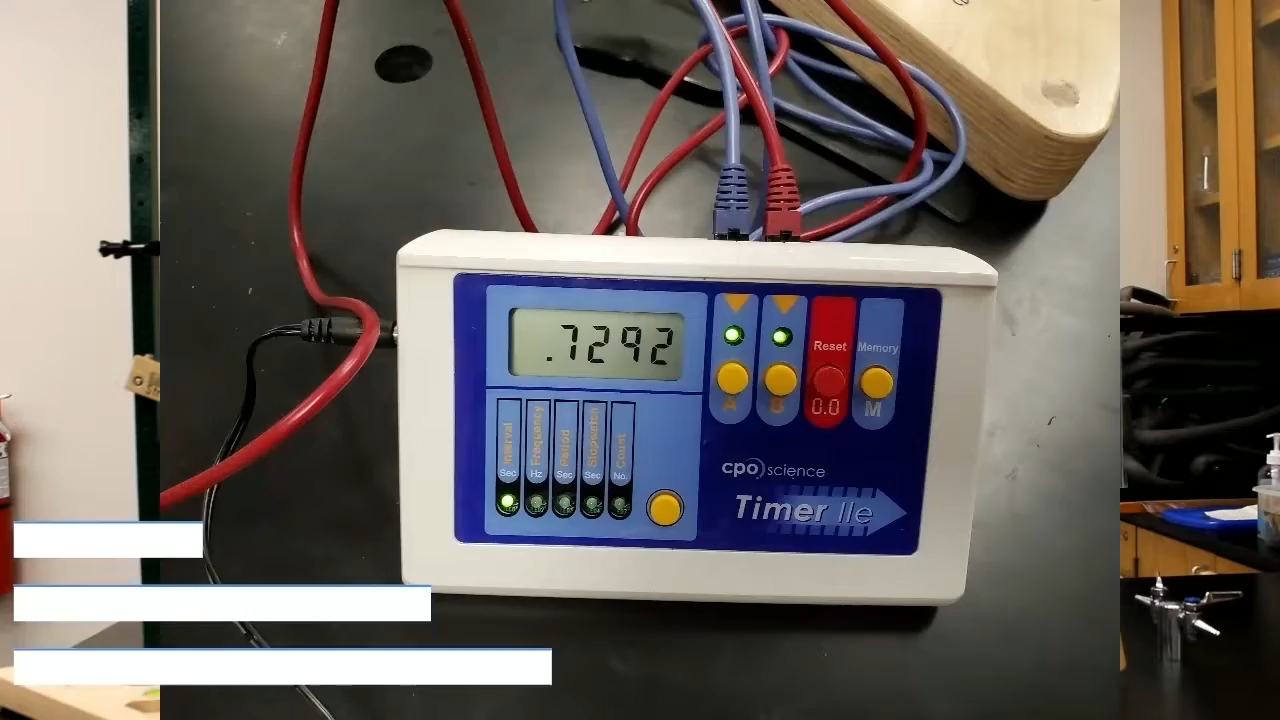 .7292
Reset
Memory
A
B
0.0
M
Interval
Frequency
Period
Stopwatch
Count
Sec
Hz
Sec
Sec
No.
cpo science
Timer IIe